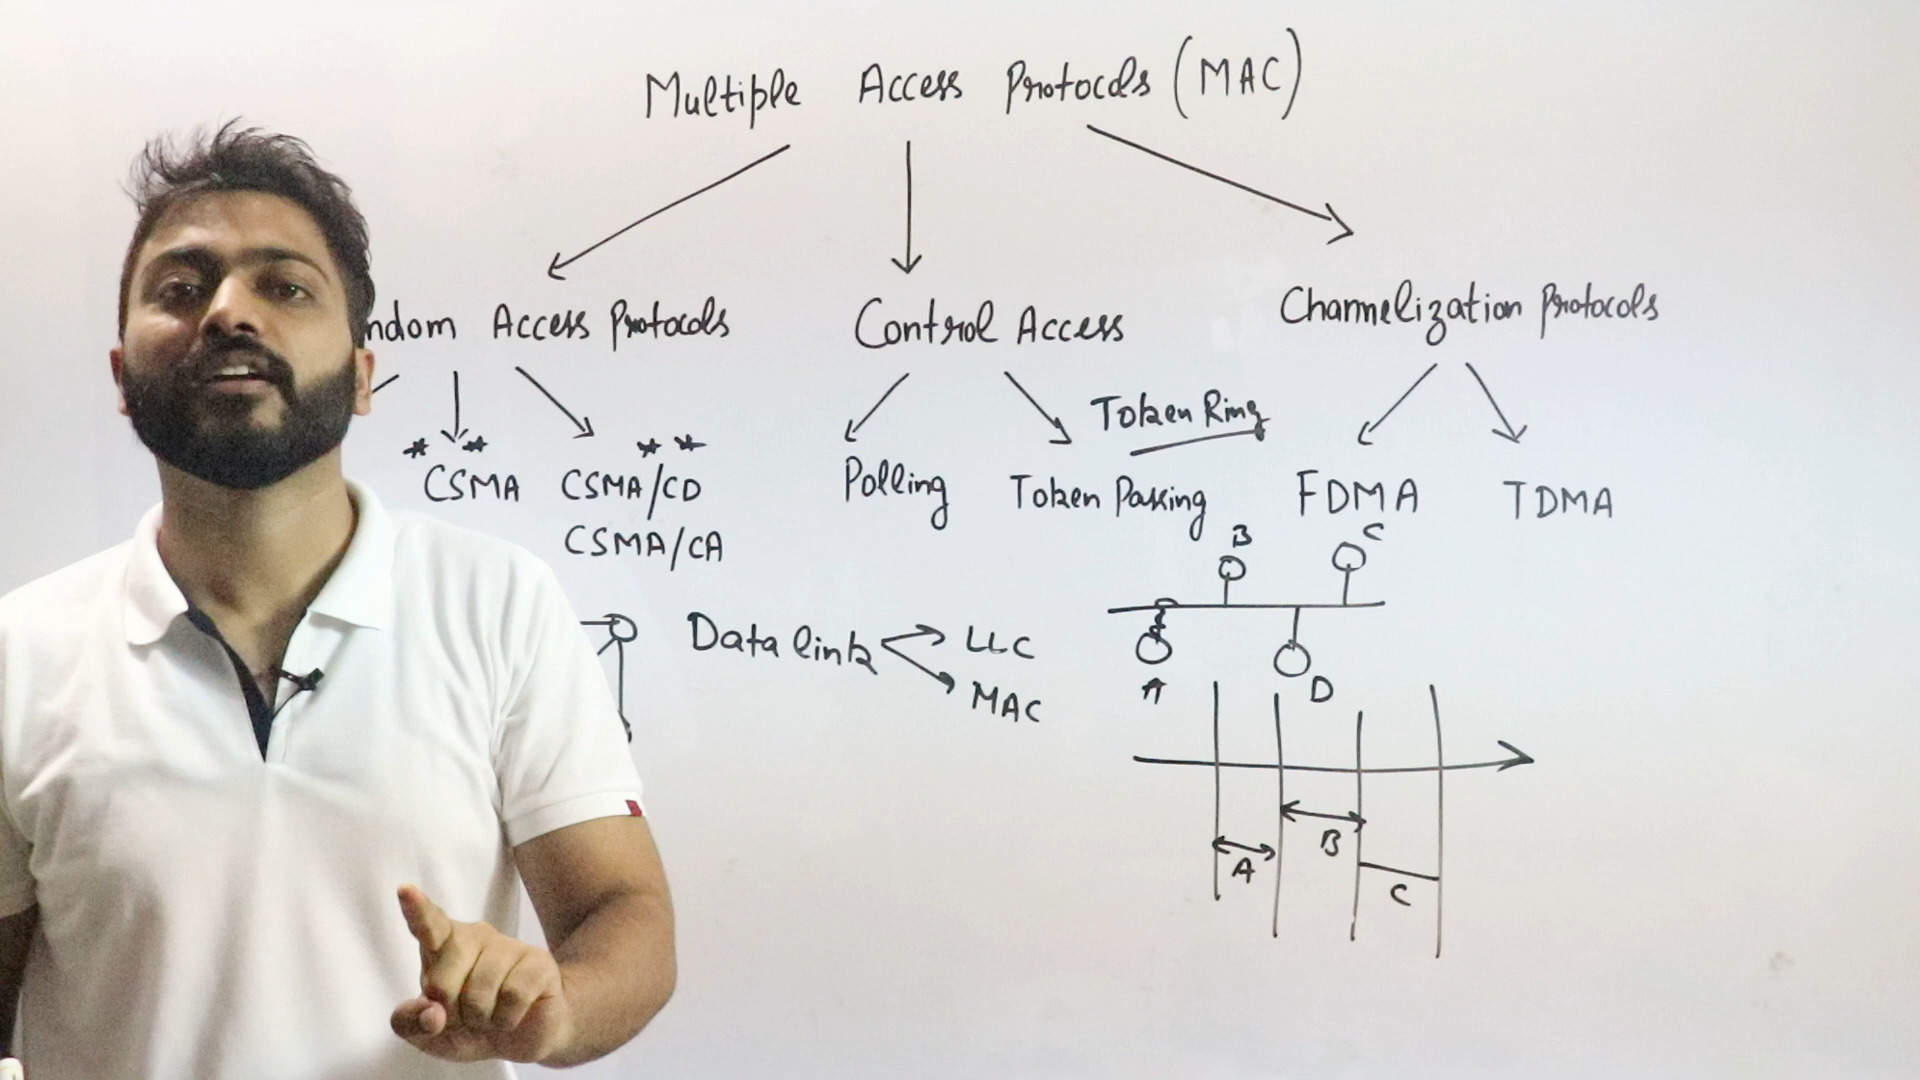 Multiple Access Protocols (MAC)
ndom Access Protocols
Control Access
Channelization Protocols
Token Ring
* *
CSMA
* *
CSMA/CD
CSMA/CA
Polling
Token Passing
FDMA
TDMA
B
C
A
D
Data link
LLC
MAC
A
B
C